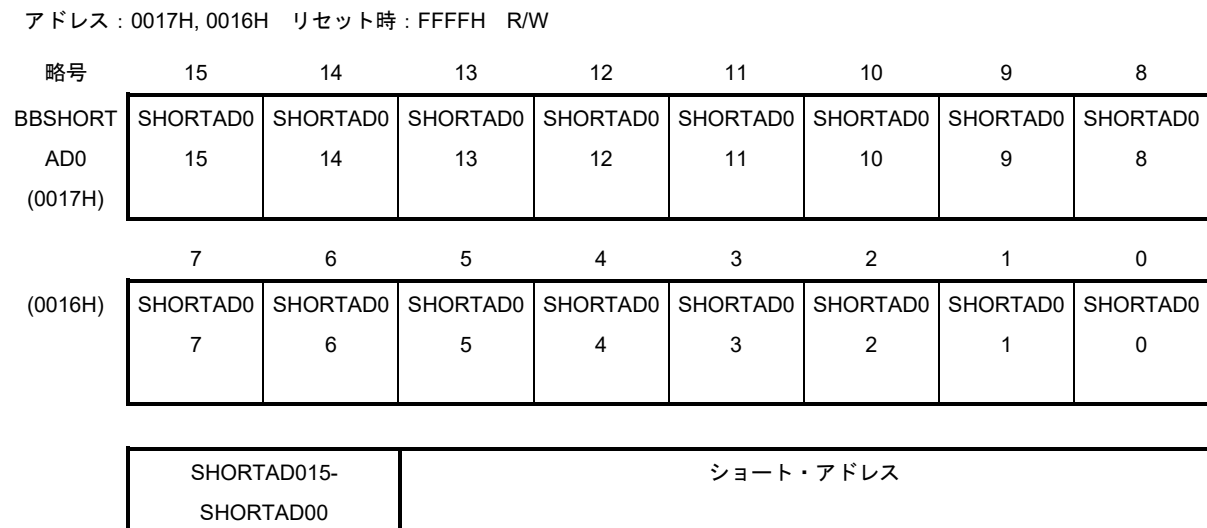 アドレス：0017H, 0016H　リセット時：FFFFH　R/W
略号 15 14 13 12 11 10 9 8
BBSHORT SHORTAD0 SHORTAD0 SHORTAD0 SHORTAD0 SHORTAD0 SHORTAD0 SHORTAD0 SHORTAD0
AD0 15 14 13 12 11 10 9 8
(0017H)
7 6 5 4 3 2 1 0
(0016H) SHORTAD0 SHORTAD0 SHORTAD0 SHORTAD0 SHORTAD0 SHORTAD0 SHORTAD0 SHORTAD0
7 6 5 4 3 2 1 0
SHORTAD015- ショート・アドレス
SHORTAD00